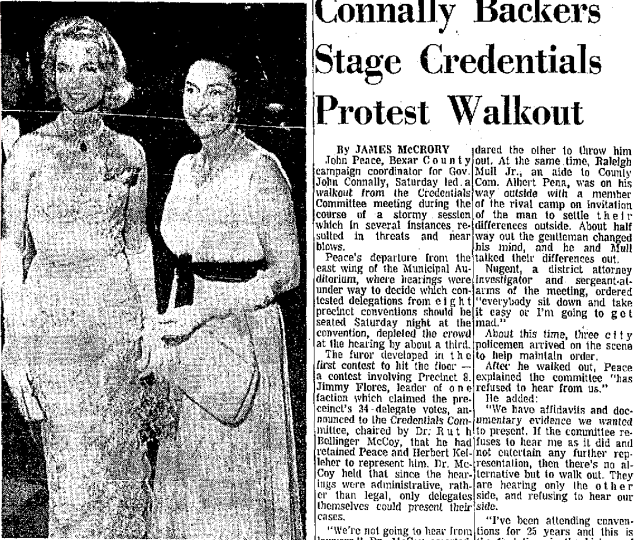 Connally Backers
Stage Credentials
Protest Walkout
By JAMES McCRORY
John Peace, Bexar County
campaign coordinator for Gov.
John Connally, Saturday led a
walkout from the Credentials
Committee meeting during the
course of a stormy session
which in several instances re-
sulted in threats and near
blows.
Peace's departure from the
east wing of the Municipal Au-
ditorium, where hearings were
under way to decide which con-
tested delegations from eight
precinct conventions should be
seated Saturday night at the
convention, depleted the crowd
at the hearing by about a third.
The furor developed in the
first contest to hit the floor —
a contest involving Precinct 8.
Jimmy Flores, leader of one
faction which claimed the pre-
ceinct's 34-delegate votes, an-
nounced to the Credentials Com-
mittee, chaired by Dr. Ruth
Bellinger McCoy, that he had
retained Peace and Herbert Kel-
leher to represent him. Dr. Mc-
Coy held that since the hear-
ings were administrative, rath-
er than legal, only delegates
themselves could present their
cases.
"We're not going to hear from
dared the other to throw him
out. At the same time, Raleigh
Mull Jr., an aide to County
Com. Albert Pena, was on his
way outside with a member
of the rival camp on invitation
of the man to settle their
differences outside. About half
way out the gentleman changed
his mind, and he and Mull
talked their differences out.
Nugent, a district attorney
investigator and sergeant-at-
arms of the meeting, ordered
"everybody sit down and take
it easy or I'm going to get
mad."
About this time, three city
policemen arrived on the scene
to help maintain order.
After he walked out, Peace
explained the committee "has
refused to hear from us."
He added:
"We have affidavits and doc-
umentary evidence we wanted
to present. If the committee re-
fuses to hear me as it did and
not entertain any further rep-
resentation, then there's no al-
ternative but to walk out. They
are hearing only the other
side, and refusing to hear our
side.
"I've been attending conven-
tions for 25 years and this is